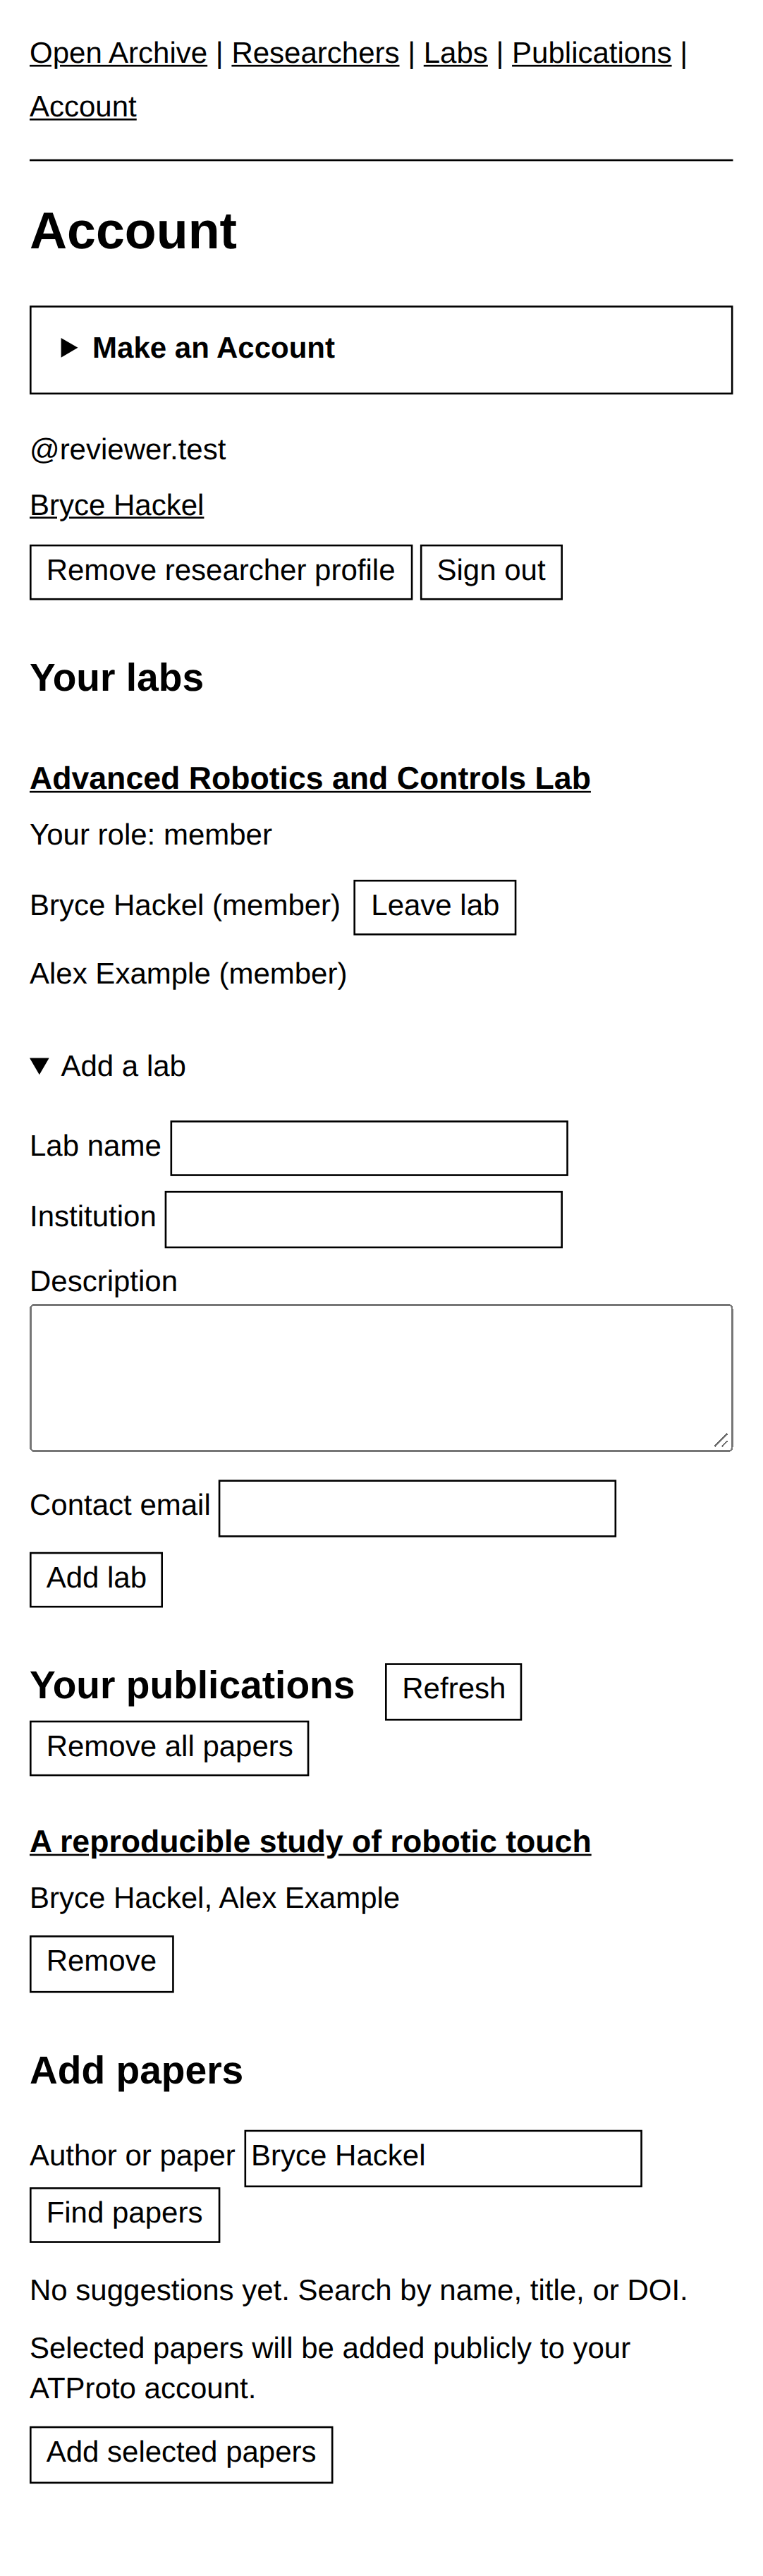 Open Archive | Researchers | Labs | Publications |
Account
Account
Make an Account
@reviewer.test
Bryce Hackel
Remove researcher profile Sign out
Your labs
Advanced Robotics and Controls Lab
Your role: member
Bryce Hackel (member) Leave lab
Alex Example (member)
Add a lab
Lab name
Institution
Description
Contact email
Add lab
Your publications Refresh
Remove all papers
A reproducible study of robotic touch
Bryce Hackel, Alex Example
Remove
Add papers
Author or paper Bryce Hackel
Find papers
No suggestions yet. Search by name, title, or DOI.
Selected papers will be added publicly to your
ATProto account.
Add selected papers